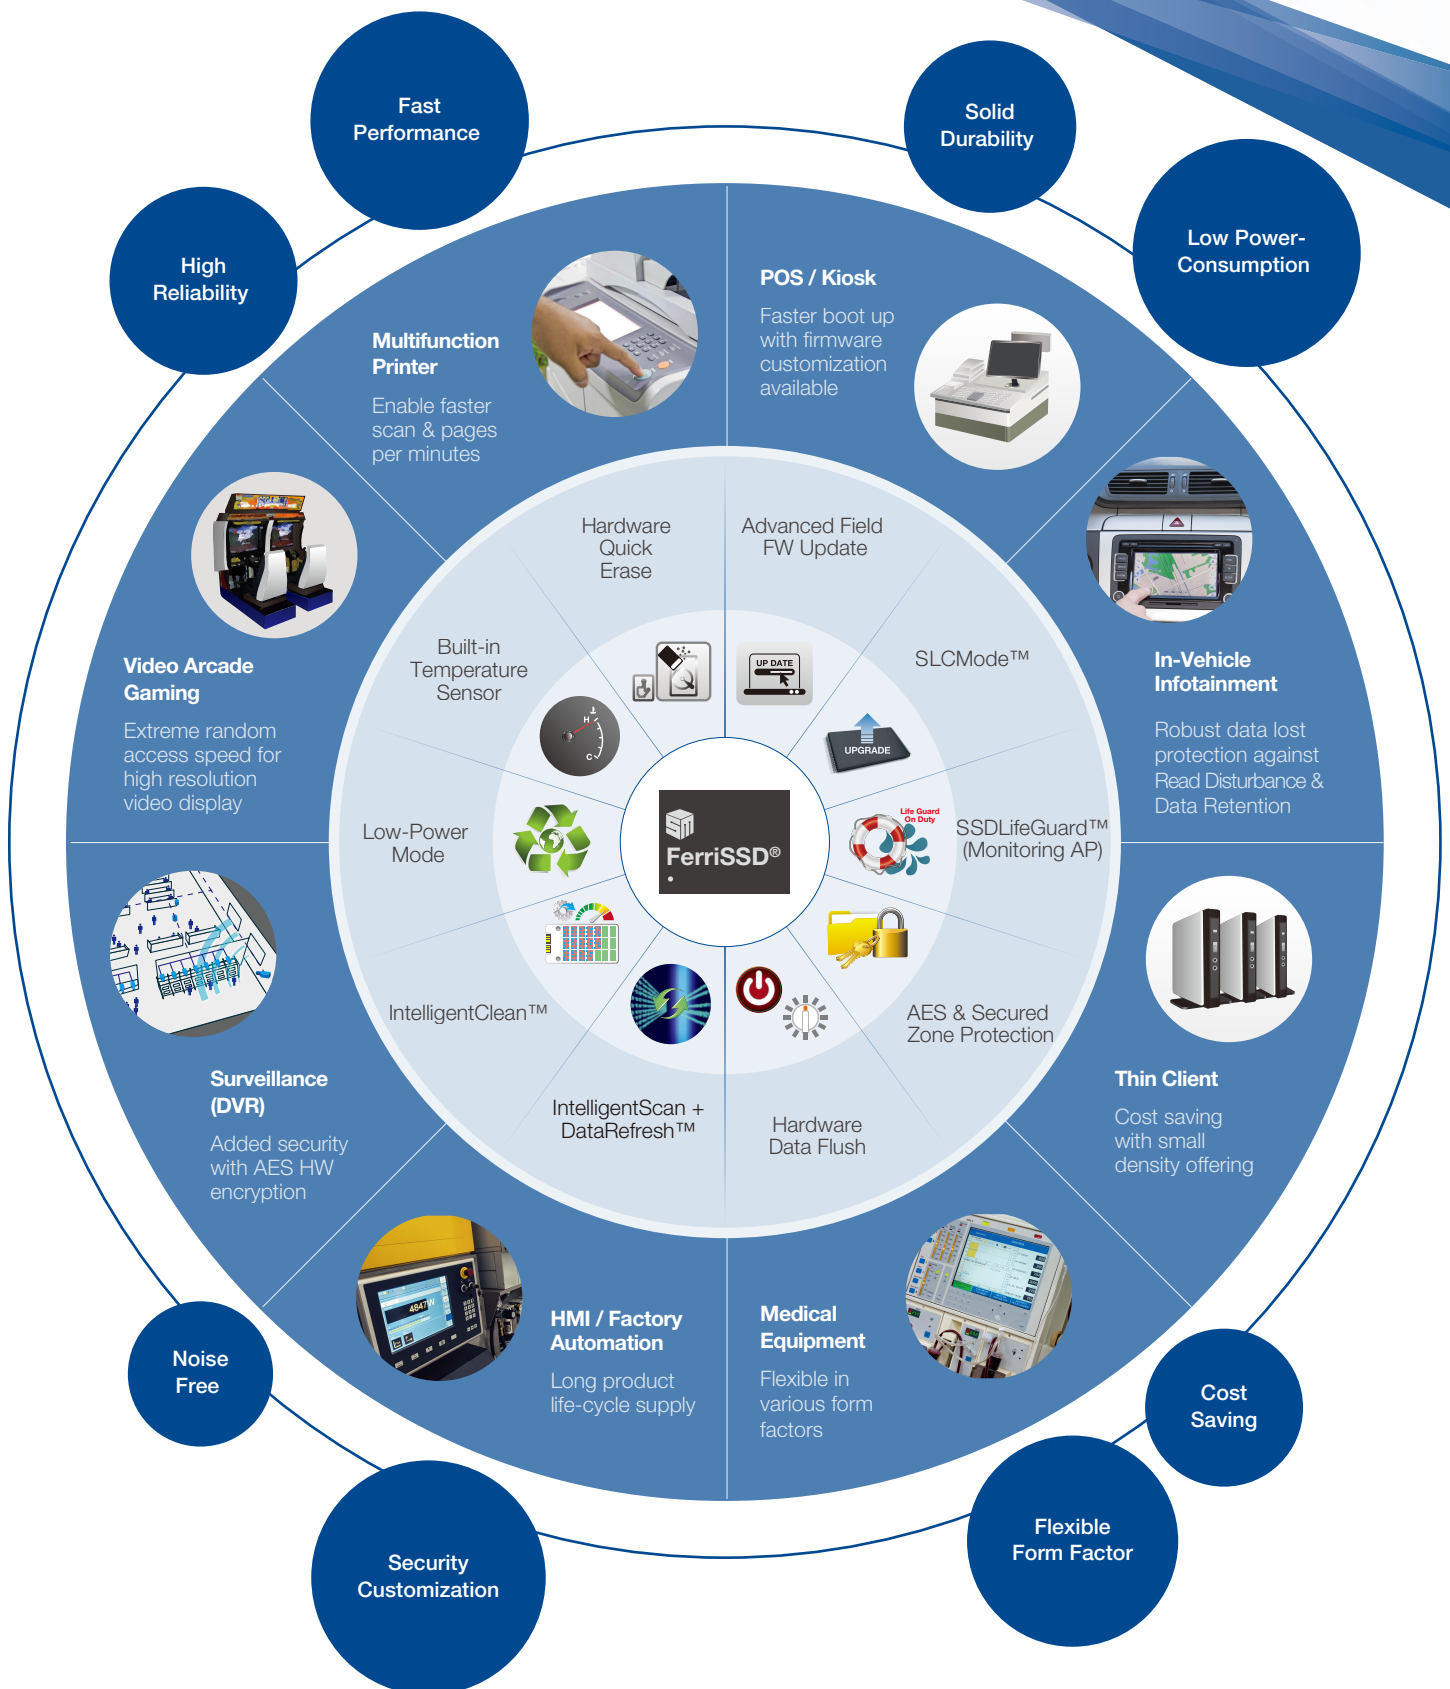 Fast
Performance
Solid
Durability
High
Reliability
Low Power-
Consumption
Multifunction
Printer
Enable faster
scan & pages
per minutes
POS / Kiosk
Faster boot up
with firmware
customization
available
Video Arcade
Gaming
Extreme random
access speed for
high resolution
video display
In-Vehicle
Infotainment
Robust data lost
protection against
Read Disturbance &
Data Retention
Hardware
Quick
Erase
Advanced Field
FW Update
UP DATE
Built-in
Temperature
Sensor
H
C
SLCMode™
UPGRADE
Low-Power
Mode
SM
FerriSSD®
Life Guard
On Duty
SSDLifeGuard™
(Monitoring AP)
IntelligentClean™
AES & Secured
Zone Protection
IntelligentScan +
DataRefresh™
Hardware
Data Flush
Surveillance
(DVR)
Added security
with AES HW
encryption
Thin Client
Cost saving
with small
density offering
4847W
HMI / Factory
Automation
Long product
life-cycle supply
Medical
Equipment
Flexible in
various form
factors
Noise
Free
Cost
Saving
Security
Customization
Flexible
Form Factor